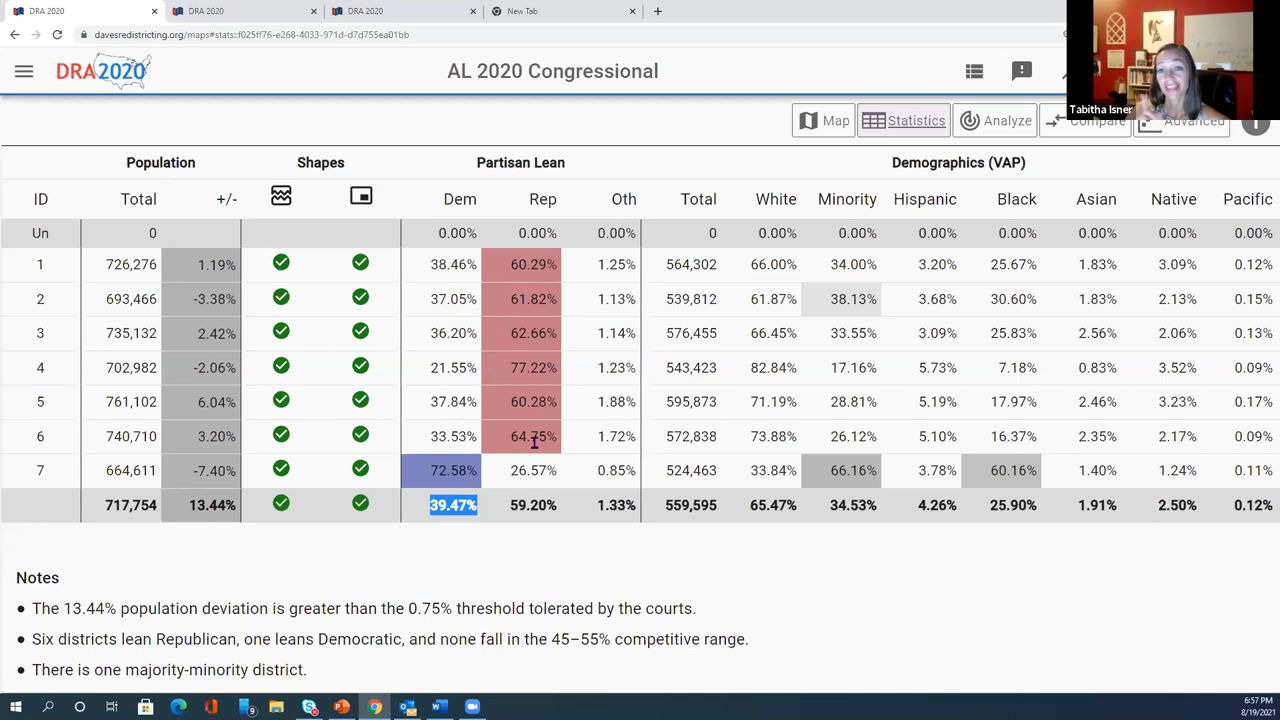 DRA 2020
DRA 2020
DRA 2020
New Tab
davesredistricting.org/maps#stats::f025ff76-e268-4033-971d-d7d755ea01bb
DRA2020
AL 2020 Congressional
Tabitha Isner
Map Statistics Analyze Compare Advanced
Population Shapes Partisan Lean Demographics (VAP)
ID Total +/- Dem Rep Oth Total White Minority Hispanic Black Asian Native Pacific
Un 0 0.00% 0.00% 0.00% 0 0.00% 0.00% 0.00% 0.00% 0.00% 0.00% 0.00%
1 726,276 1.19% 38.46% 60.29% 1.25% 564,302 66.00% 34.00% 3.20% 25.67% 1.83% 3.09% 0.12%
2 693,466 -3.38% 37.05% 61.82% 1.13% 539,812 61.87% 38.13% 3.68% 30.60% 1.83% 2.13% 0.15%
3 735,132 2.42% 36.20% 62.66% 1.14% 576,455 66.45% 33.55% 3.09% 25.83% 2.56% 2.06% 0.13%
4 702,982 -2.06% 21.55% 77.22% 1.23% 543,423 82.84% 17.16% 5.73% 7.18% 0.83% 3.52% 0.09%
5 761,102 6.04% 37.84% 60.28% 1.88% 595,873 71.19% 28.81% 5.19% 17.97% 2.46% 3.23% 0.17%
6 740,710 3.20% 33.53% 64.75% 1.72% 572,838 73.88% 26.12% 5.10% 16.37% 2.35% 2.17% 0.09%
7 664,611 -7.40% 72.58% 26.57% 0.85% 524,463 33.84% 66.16% 3.78% 60.16% 1.40% 1.24% 0.11%
717,754 13.44% 39.47% 59.20% 1.33% 559,595 65.47% 34.53% 4.26% 25.90% 1.91% 2.50% 0.12%
Notes
● The 13.44% population deviation is greater than the 0.75% threshold tolerated by the courts.
● Six districts lean Republican, one leans Democratic, and none fall in the 45–55% competitive range.
● There is one majority-minority district.
6:57 PM
8/19/2021